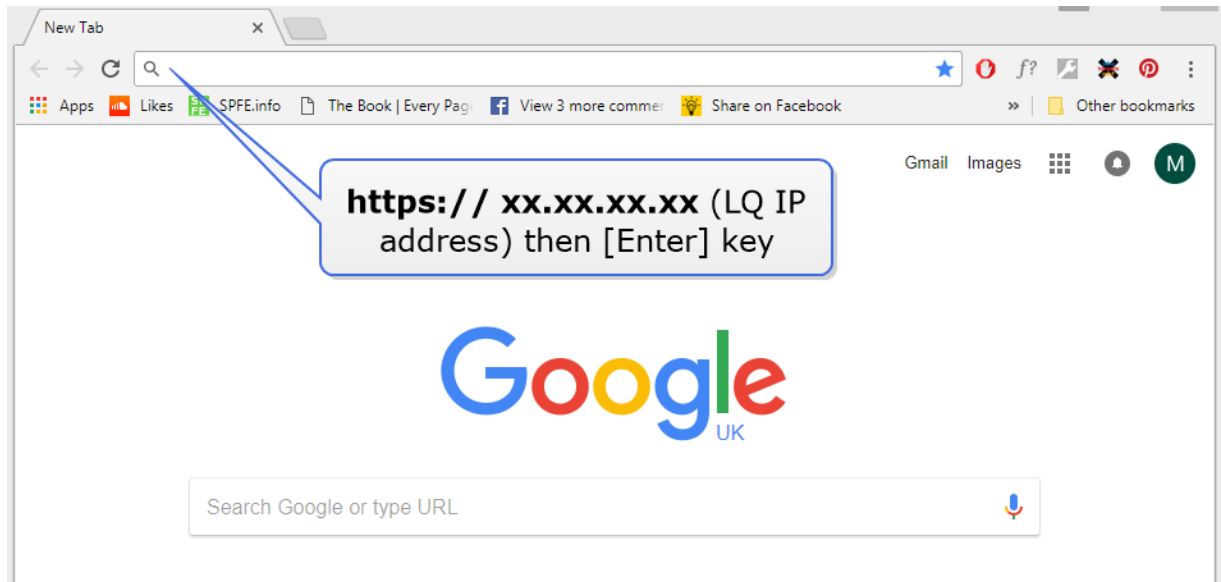 New Tab
Apps Likes SPFE.info The Book | Every Pag View 3 more commen Share on Facebook » Other bookmarks
Gmail Images M
https:// xx.xx.xx.xx (LQ IP
address) then [Enter] key
Google
UK
Search Google or type URL